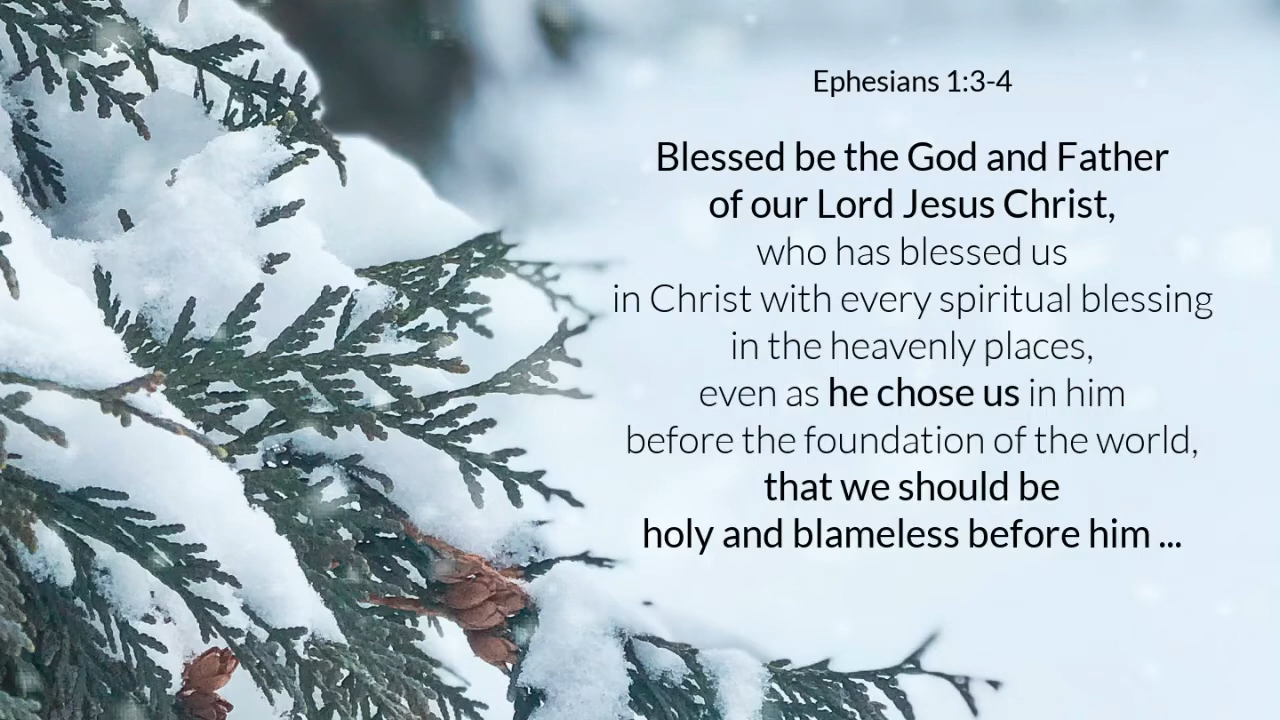 Ephesians 1:3-4
Blessed be the God and Father
of our Lord Jesus Christ,
who has blessed us
in Christ with every spiritual blessing
in the heavenly places,
even as he chose us in him
before the foundation of the world,
that we should be
holy and blameless before him ...